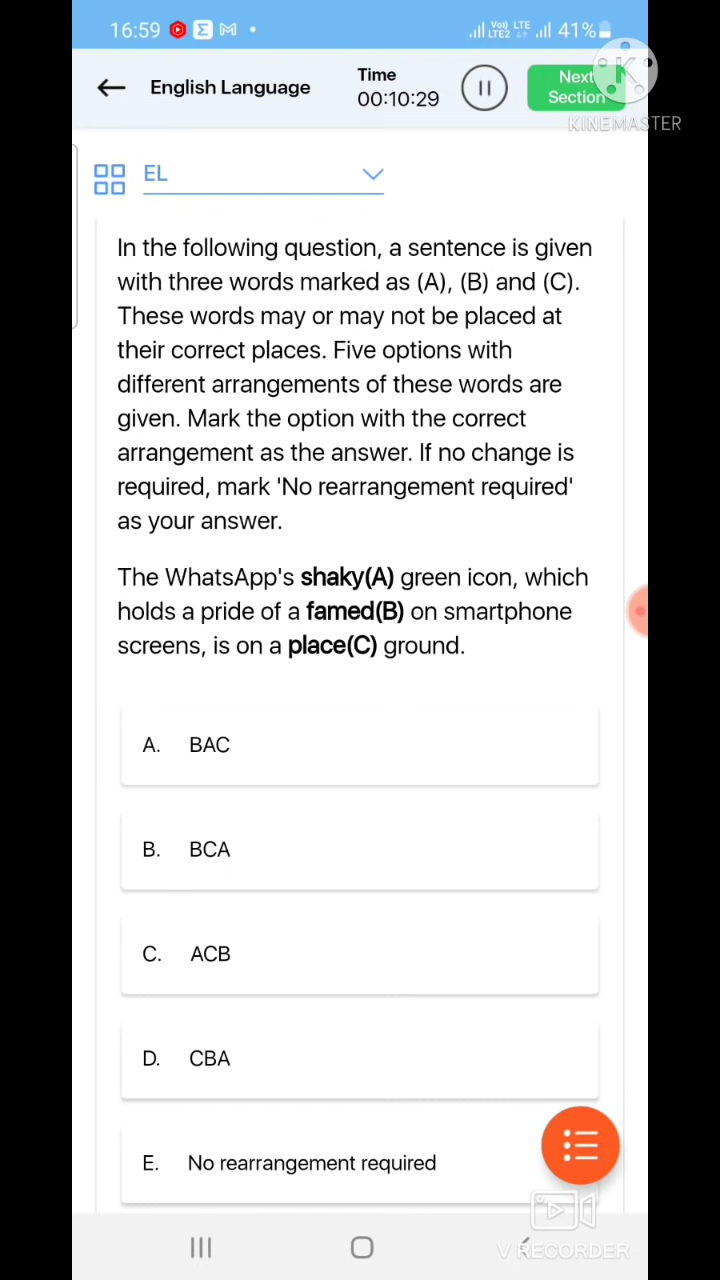 16:59
Vo)) LTE
LTE2
41%
English Language
Time
00:10:29
Next
Section
K
KINEMASTER
EL
In the following question, a sentence is given
with three words marked as (A), (B) and (C).
These words may or may not be placed at
their correct places. Five options with
different arrangements of these words are
given. Mark the option with the correct
arrangement as the answer. If no change is
required, mark 'No rearrangement required'
as your answer.
The WhatsApp's shaky(A) green icon, which
holds a pride of a famed(B) on smartphone
screens, is on a place(C) ground.
A. BAC
B. BCA
C. ACB
D. CBA
E. No rearrangement required
V RECORDER